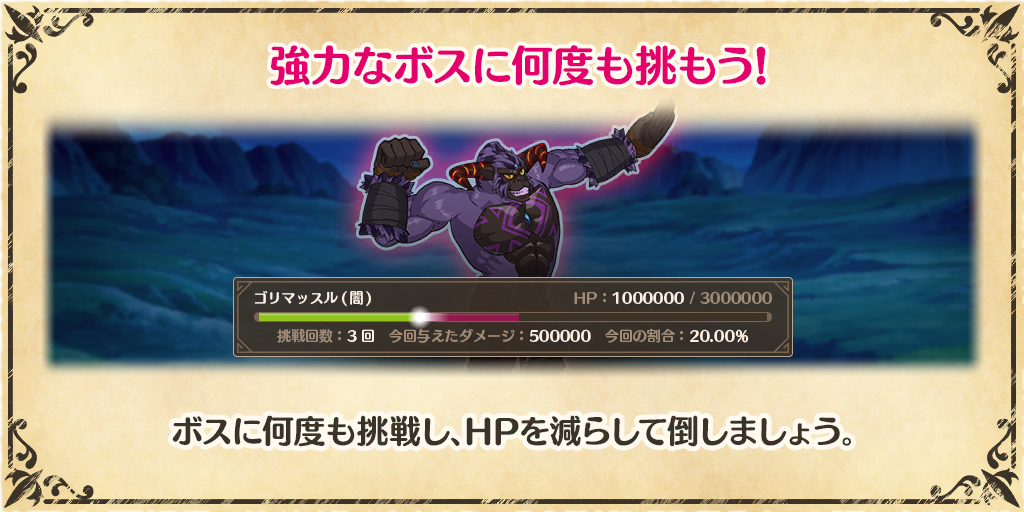 強力なボスに何度も挑もう!
ゴリマッスル(闇) HP:1000000 / 3000000
挑戦回数:3回 今回与えたダメージ:500000 今回の割合:20.00%
ボスに何度も挑戦し、HPを減らして倒しましょう。